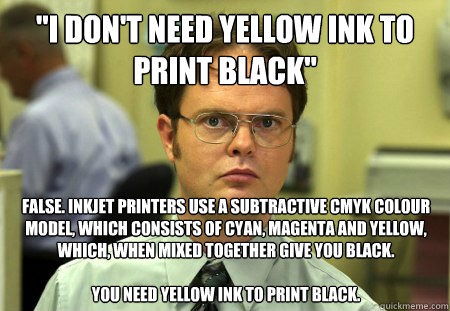 "I DON'T NEED YELLOW INK TO
PRINT BLACK"
FALSE. INKJET PRINTERS USE A SUBTRACTIVE CMYK COLOUR
MODEL, WHICH CONSISTS OF CYAN, MAGENTA AND YELLOW,
WHICH, WHEN MIXED TOGETHER GIVE YOU BLACK.
YOU NEED YELLOW INK TO PRINT BLACK.
quickmeme.com